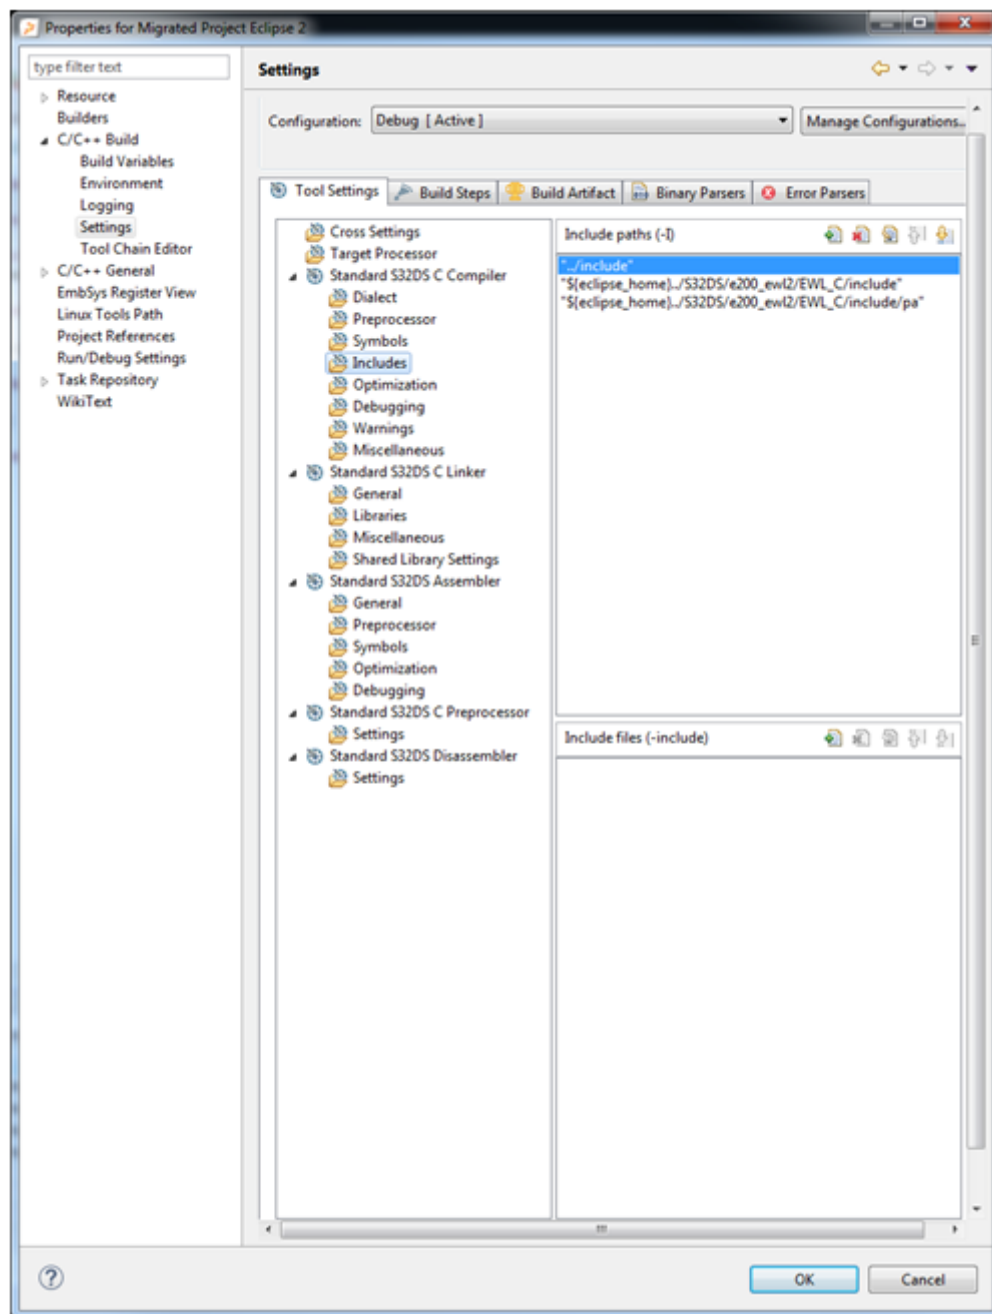 Properties for Migrated Project Eclipse 2
type filter text
Resource
Builders
C/C++ Build
Build Variables
Environment
Logging
Settings
Tool Chain Editor
C/C++ General
EmbSys Register View
Linux Tools Path
Project References
Run/Debug Settings
Task Repository
WikiText
Settings
Configuration: Debug [ Active ] Manage Configurations...
Tool Settings Build Steps Build Artifact Binary Parsers Error Parsers
Cross Settings
Target Processor
Standard S32DS C Compiler
Dialect
Preprocessor
Symbols
Includes
Optimization
Debugging
Warnings
Miscellaneous
Standard S32DS C Linker
General
Libraries
Miscellaneous
Shared Library Settings
Standard S32DS Assembler
General
Preprocessor
Symbols
Optimization
Debugging
Standard S32DS C Preprocessor
Settings
Standard S32DS Disassembler
Settings
Include paths (-I)
"../include"
"${eclipse_home}../S32DS/e200_ewl2/EWL_C/include"
"${eclipse_home}../S32DS/e200_ewl2/EWL_C/include/pa"
Include files (-include)
OK Cancel